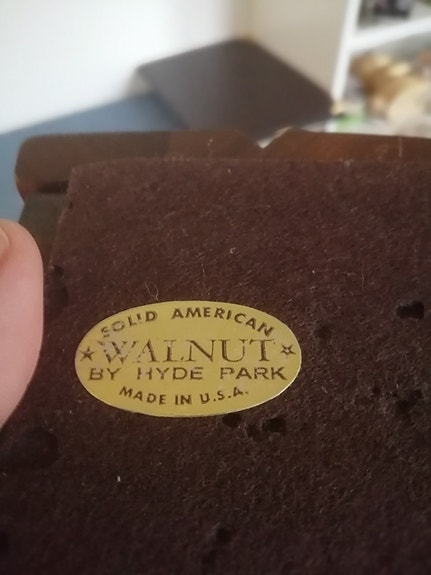 SOLID AMERICAN
★ WALNUT ★
BY HYDE PARK
MADE IN U.S.A.